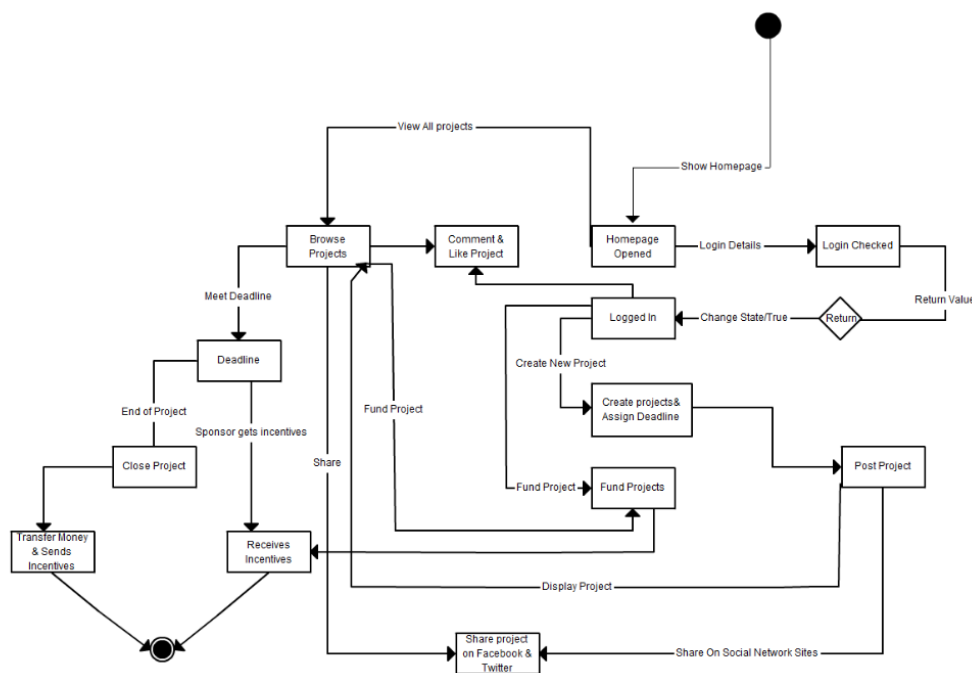 View All projects
Show Homepage
Browse
Projects
Comment &
Like Project
Homepage
Opened
Login Details
Login Checked
Meet Deadline
Return Value
Logged In
Change State/True
Return
Deadline
Create New Project
Create projects&
Assign Deadline
End of Project
Fund Project
Sponsor gets incentives
Close Project
Share
Post Project
Fund Project
Fund Projects
Transfer Money
& Sends
Incentives
Receives
Incentives
Display Project
Share project
on Facebook &
Twitter
Share On Social Network Sites